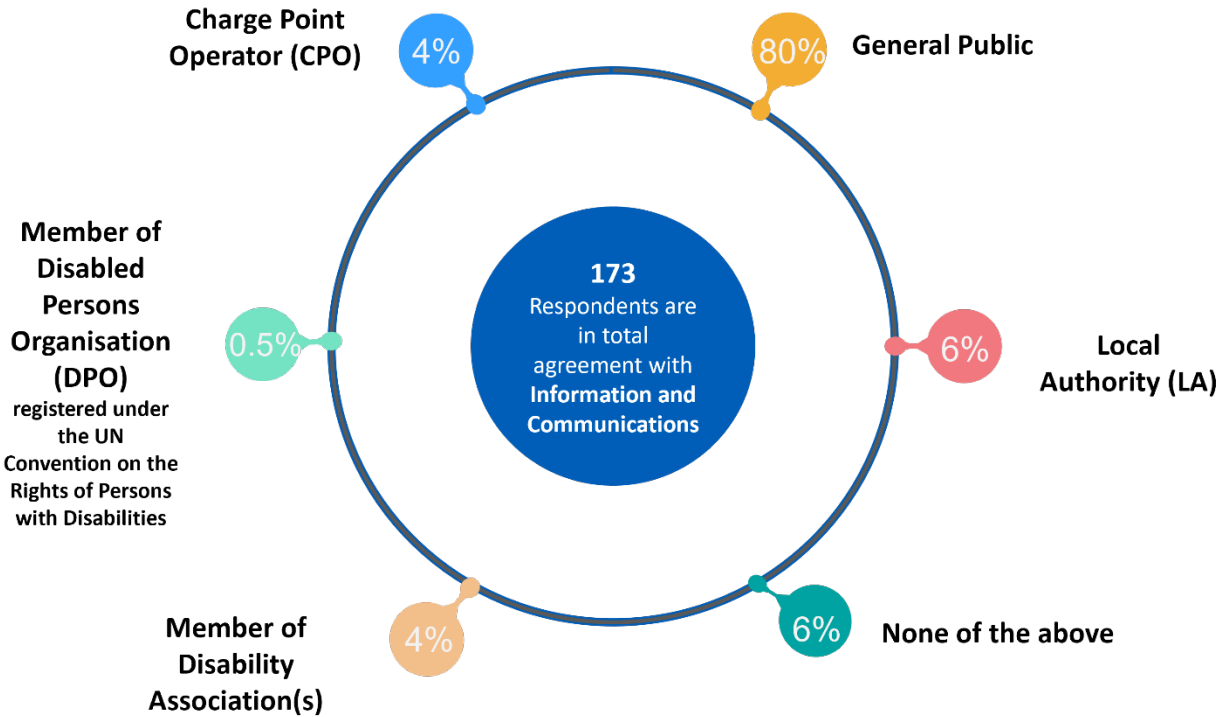 Charge Point
Operator (CPO)
4%
80%
General Public
Member of
Disabled
Persons
Organisation
(DPO)
registered under
the UN
Convention on the
Rights of Persons
with Disabilities
0.5%
173
Respondents are
in total
agreement with
Information and
Communications
6%
Local
Authority (LA)
Member of
Disability
Association(s)
4%
6%
None of the above